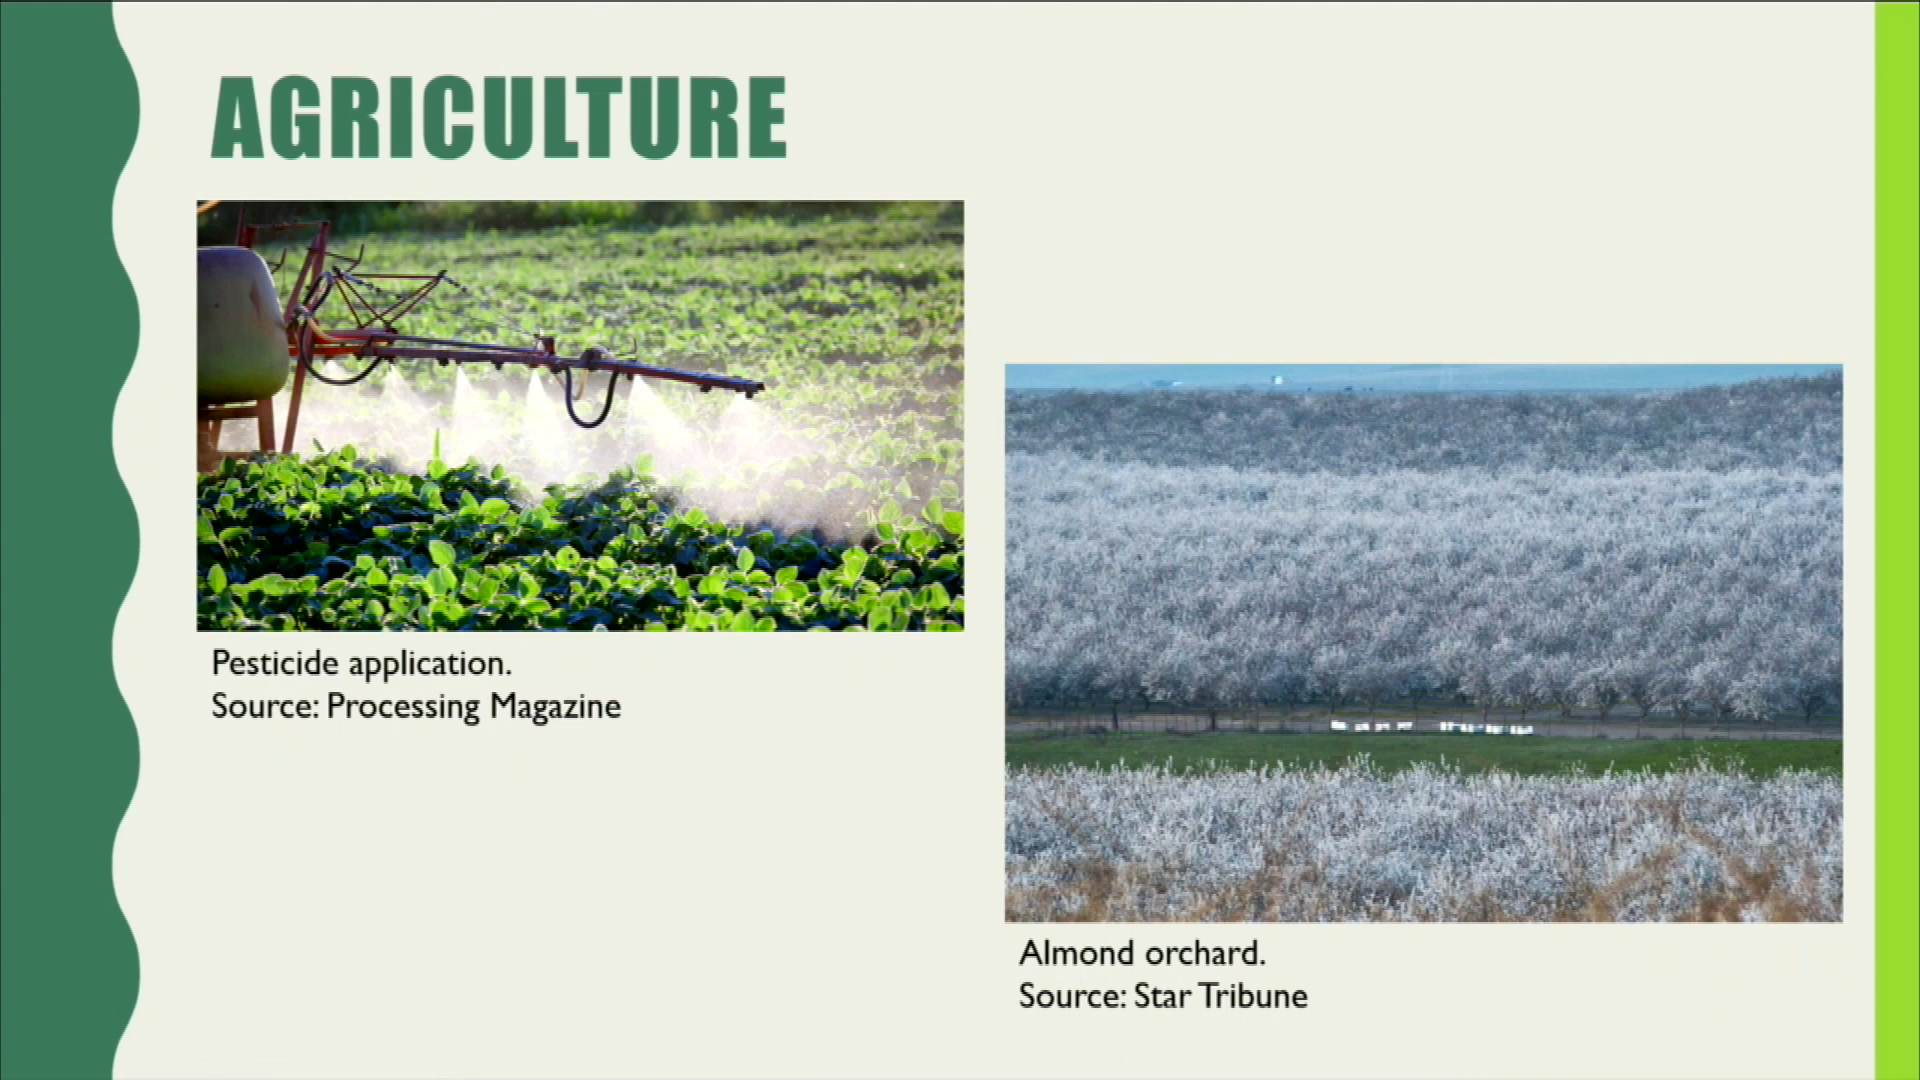 AGRICULTURE
Pesticide application.
Source: Processing Magazine
Almond orchard.
Source: Star Tribune